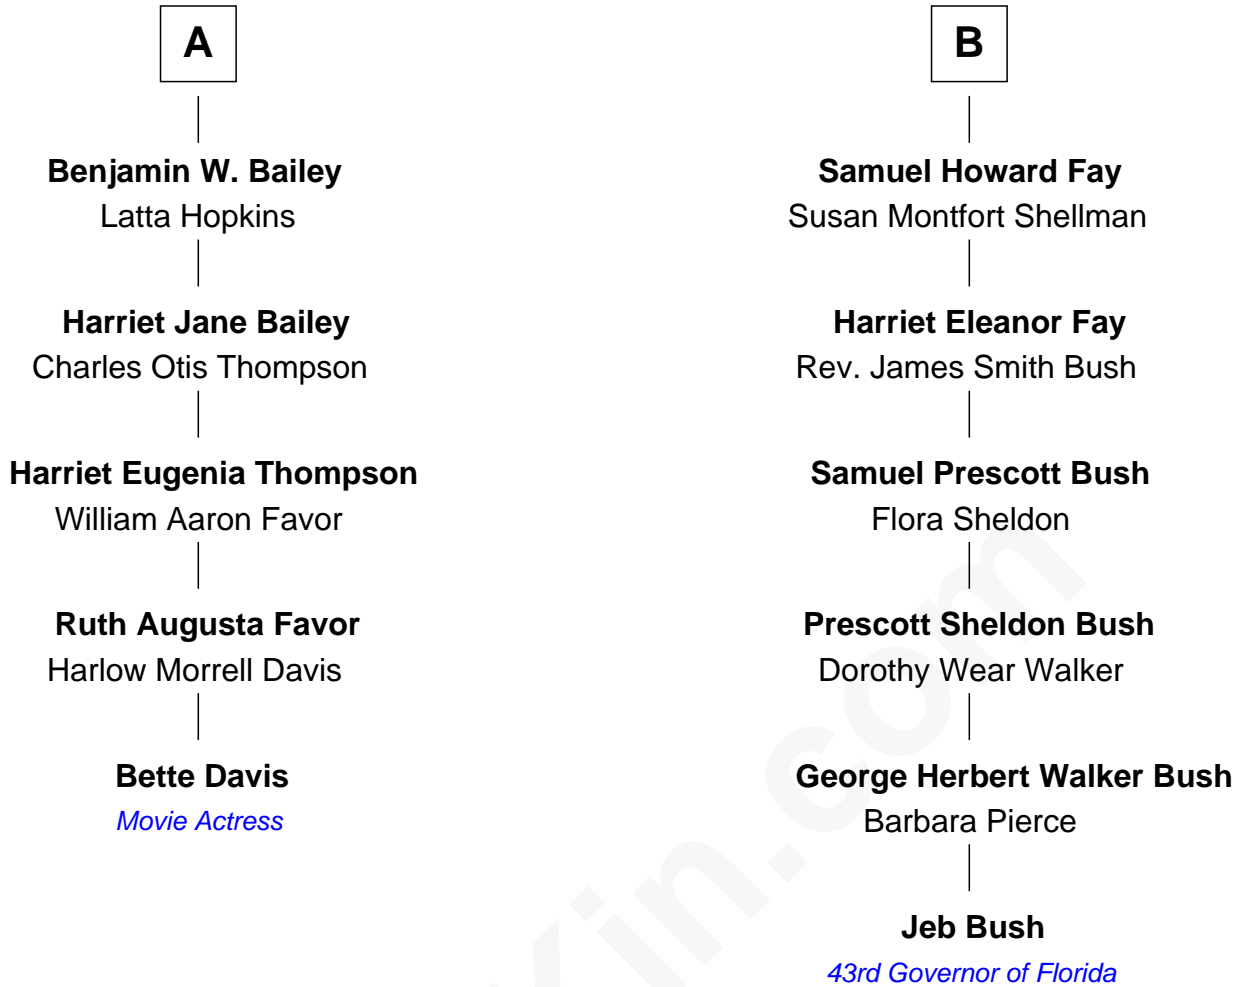 A
Benjamin W. Bailey
Latta Hopkins
Harriet Jane Bailey
Charles Otis Thompson
Harriet Eugenia Thompson
William Aaron Favor
Ruth Augusta Favor
Harlow Morrell Davis
Bette Davis
Movie Actress
B
Samuel Howard Fay
Susan Montfort Shellman
Harriet Eleanor Fay
Rev. James Smith Bush
Samuel Prescott Bush
Flora Sheldon
Prescott Sheldon Bush
Dorothy Wear Walker
George Herbert Walker Bush
Barbara Pierce
Jeb Bush
43rd Governor of Florida